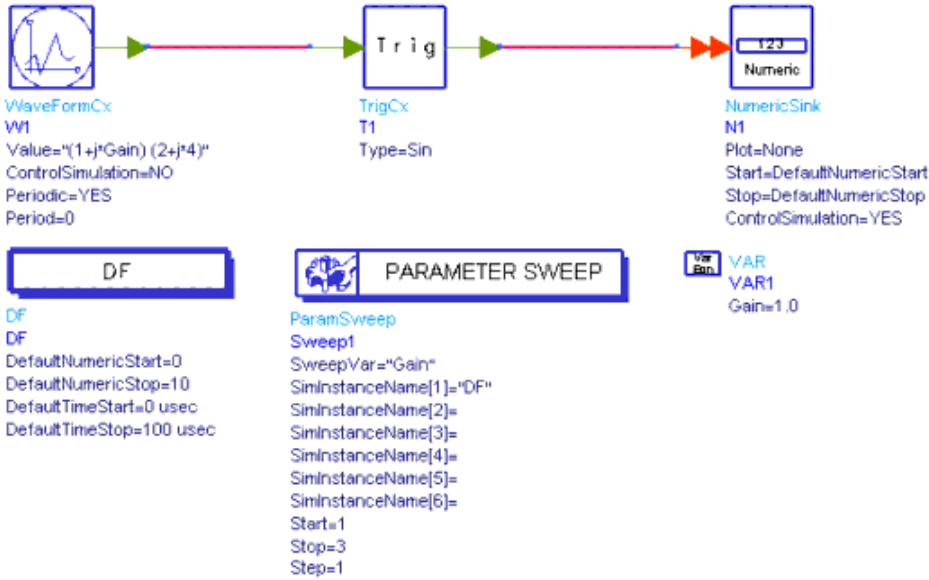 Trig
123
Numeric
WaveFormCx
W1
Value="(1+j*Gain) (2+j*4)"
ControlSimulation=NO
Periodic=YES
Period=0
TrigCx
T1
Type=Sin
NumericSink
N1
Plot=None
Start=DefaultNumericStart
Stop=DefaultNumericStop
ControlSimulation=YES
DF
DF
DF
DefaultNumericStart=0
DefaultNumericStop=10
DefaultTimeStart=0 usec
DefaultTimeStop=100 usec
PARAMETER SWEEP
ParamSweep
Sweep1
SweepVar="Gain"
SimInstanceName[1]="DF"
SimInstanceName[2]=
SimInstanceName[3]=
SimInstanceName[4]=
SimInstanceName[5]=
SimInstanceName[6]=
Start=1
Stop=3
Step=1
Var
Eqn
VAR
VAR1
Gain=1.0